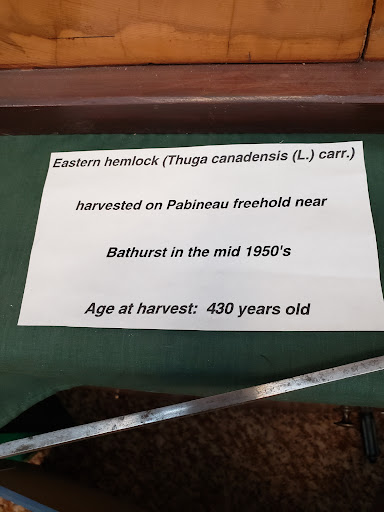 Eastern hemlock (Thuga canadensis (L.) carr.)
harvested on Pabineau freehold near
Bathurst in the mid 1950's
Age at harvest: 430 years old